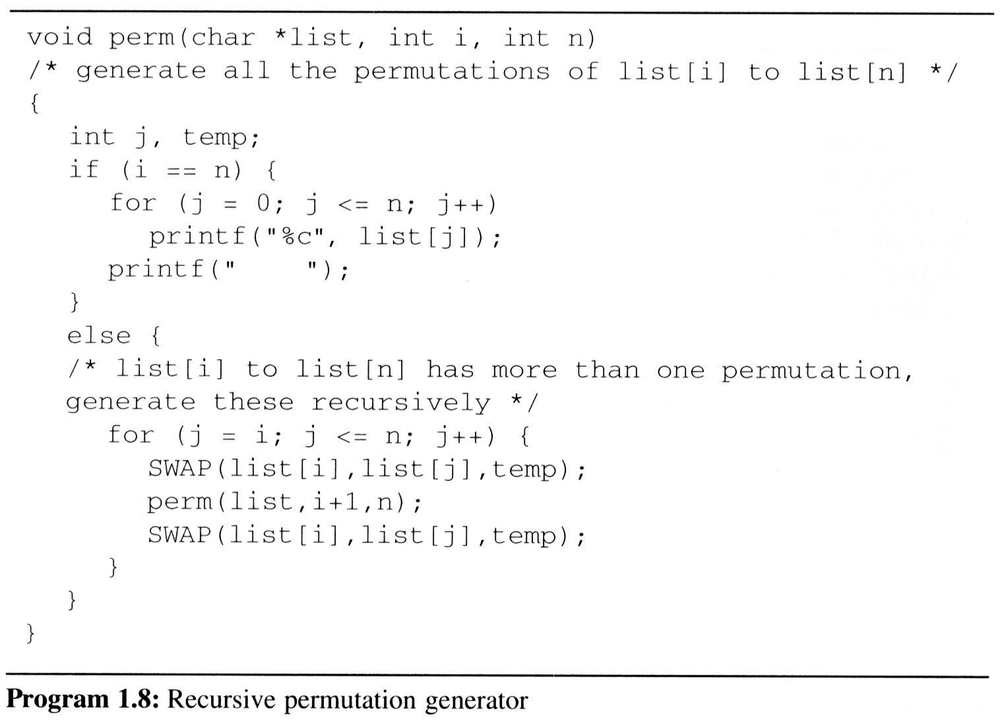 void perm(char *list, int i, int n)
/* generate all the permutations of list[i] to list[n] */
{
   int j, temp;
   if (i == n) {
      for (j = 0; j <= n; j++)
         printf("%c", list[j]);
      printf("    ");
   }
   else {
   /* list[i] to list[n] has more than one permutation,
   generate these recursively */
      for (j = i; j <= n; j++) {
         SWAP(list[i],list[j],temp);
         perm(list,i+1,n);
         SWAP(list[i],list[j],temp);
      }
   }
}
Program 1.8: Recursive permutation generator